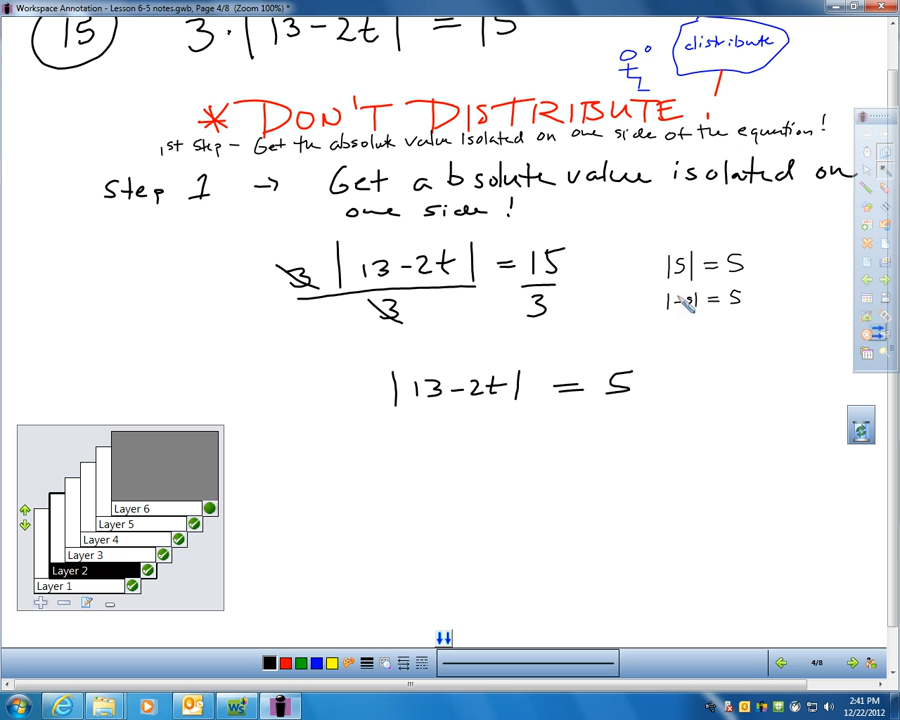 Workspace Annotation - Lesson 6-5 notes.gwb, Page 4/8 (Zoom 100%) *
15 3 · |13-2t| = 15
distribute
* DON'T DISTRIBUTE!
1st step - Get the absolute value isolated on one side of the equation!
Step 1 → Get absolute value isolated on
one side!
3 |13-2t| = 15
3 3
|5| = 5
|-5| = 5
|13-2t| = 5
Layer 6
Layer 5
Layer 4
Layer 3
Layer 2
Layer 1
4/8
2:41 PM
12/22/2012